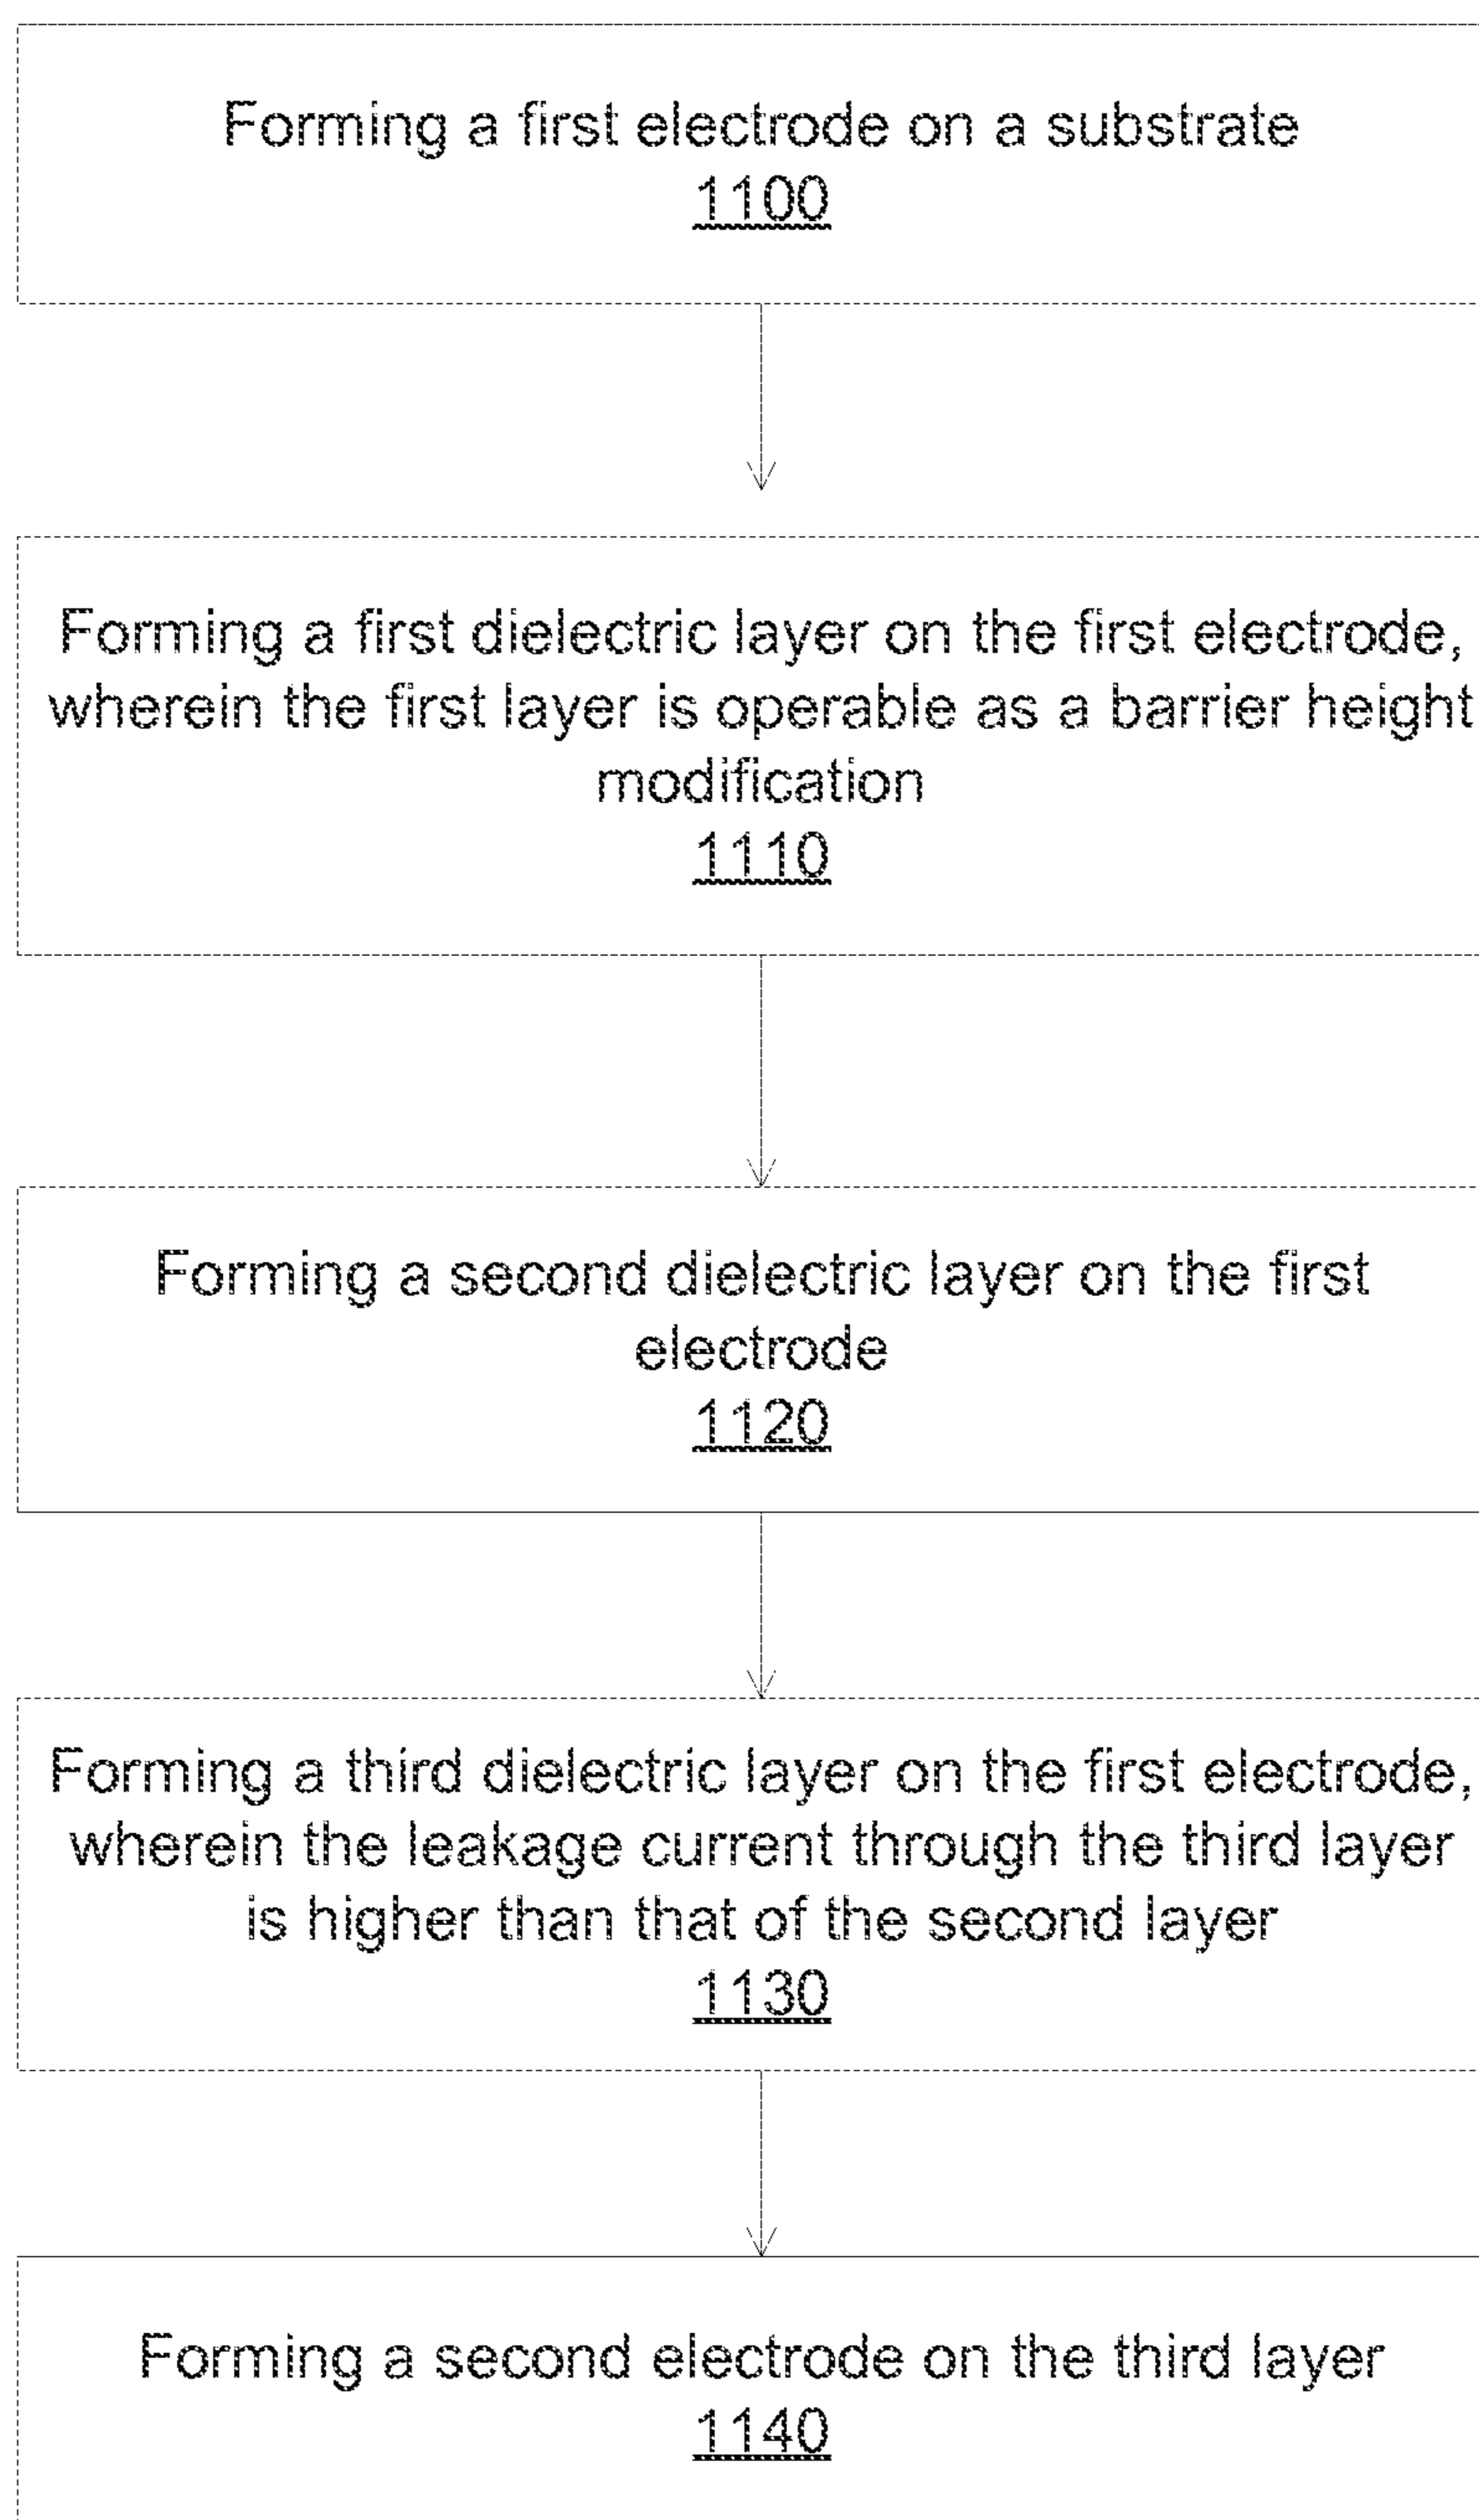 Forming a first electrode on a substrate
1100
Forming a first dielectric layer on the first electrode,
wherein the first layer is operable as a barrier height
modification
1110
Forming a second dielectric layer on the first
electrode
1120
Forming a third dielectric layer on the first electrode,
wherein the leakage current through the third layer
is higher than that of the second layer
1130
Forming a second electrode on the third layer
1140